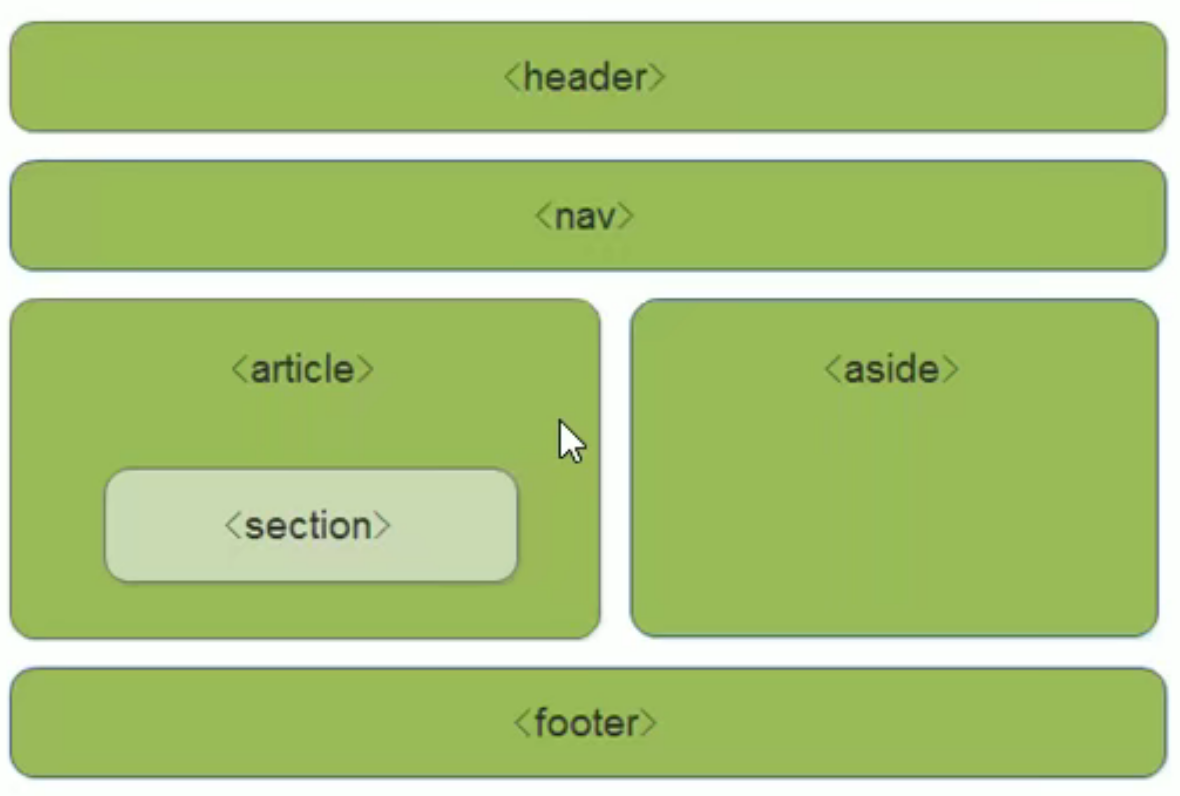 <header>
<nav>
<article>
<aside>
<section>
<footer>